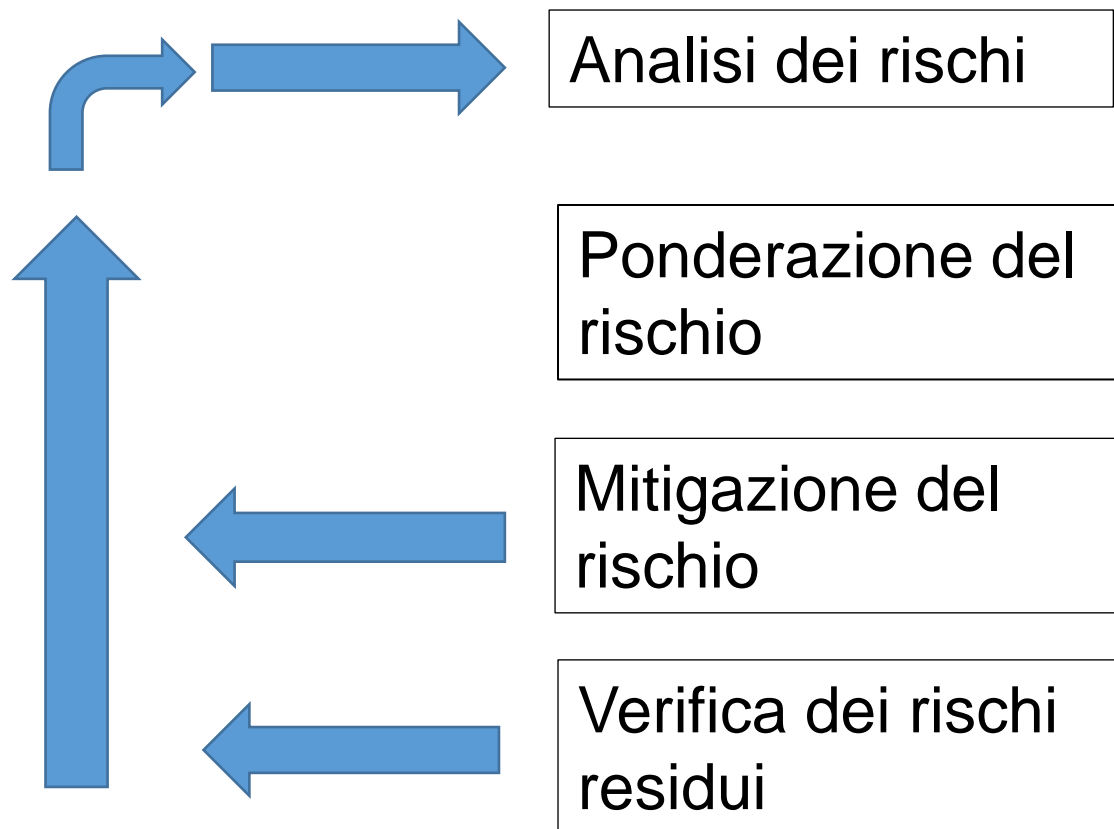 Analisi dei rischi
Ponderazione del
rischio
Mitigazione del
rischio
Verifica dei rischi
residui